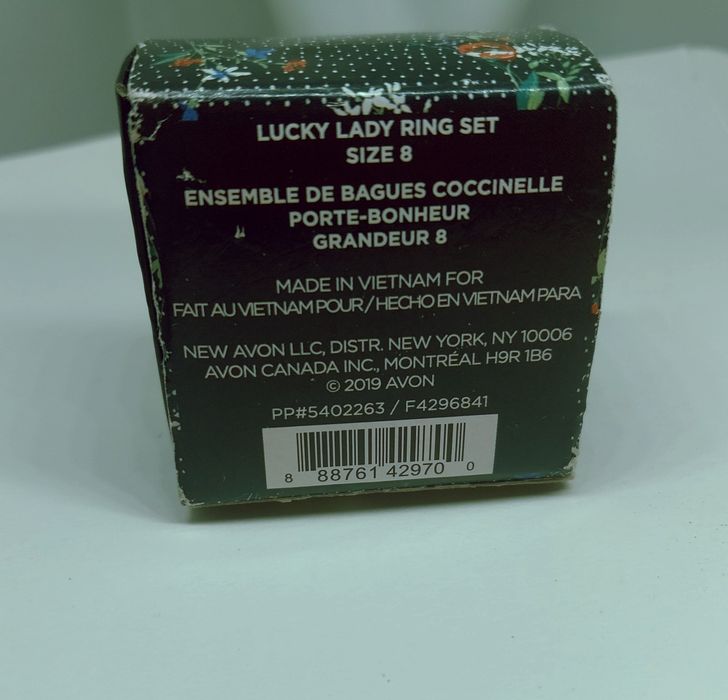 LUCKY LADY RING SET
SIZE 8
ENSEMBLE DE BAGUES COCCINELLE
PORTE-BONHEUR
GRANDEUR 8
MADE IN VIETNAM FOR
FAIT AU VIETNAM POUR / HECHO EN VIETNAM PARA
NEW AVON LLC, DISTR. NEW YORK, NY 10006
AVON CANADA INC., MONTRÉAL H9R 1B6
© 2019 AVON
PP#5402263 / F4296841
8 88761 42970 0